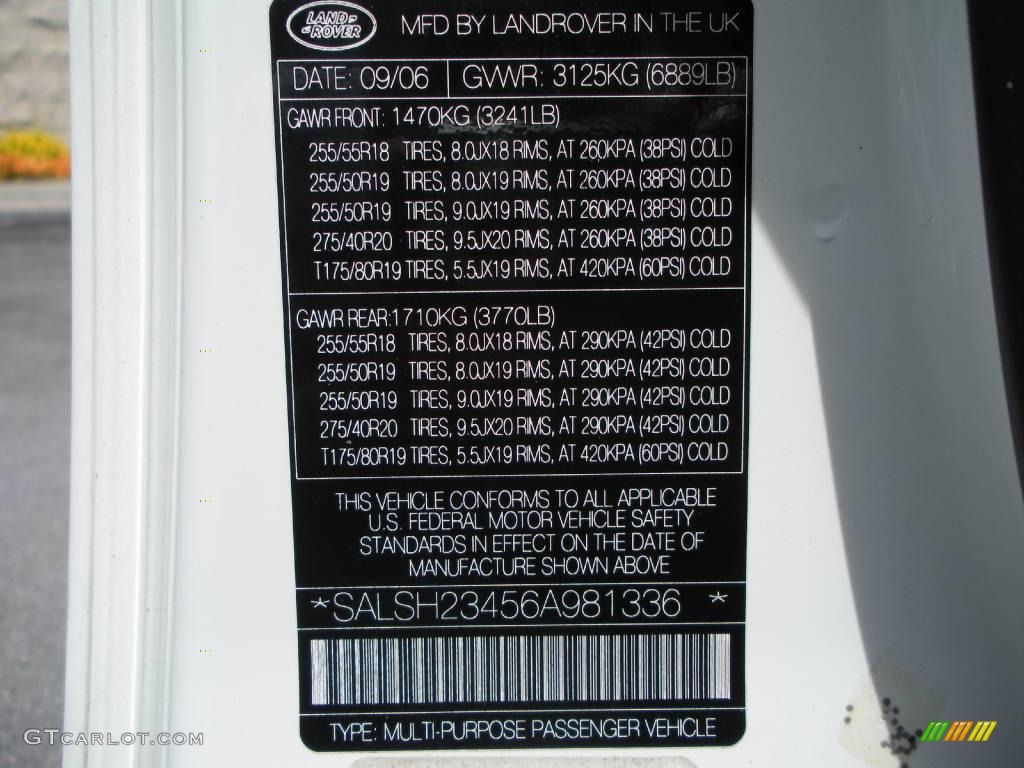 LAND-
ROVER
MFD BY LANDROVER IN THE UK
DATE: 09/06 GVWR: 3125KG (6889LB)
GAWR FRONT: 1470KG (3241LB)
255/55R18 TIRES, 8.0JX18 RIMS, AT 260KPA (38PSI) COLD
255/50R19 TIRES, 8.0JX19 RIMS, AT 260KPA (38PSI) COLD
255/50R19 TIRES, 9.0JX19 RIMS, AT 260KPA (38PSI) COLD
275/40R20 TIRES, 9.5JX20 RIMS, AT 260KPA (38PSI) COLD
T175/80R19 TIRES, 5.5JX19 RIMS, AT 420KPA (60PSI) COLD
GAWR REAR:1710KG (3770LB)
255/55R18 TIRES, 8.0JX18 RIMS, AT 290KPA (42PSI) COLD
255/50R19 TIRES, 8.0JX19 RIMS, AT 290KPA (42PSI) COLD
255/50R19 TIRES, 9.0JX19 RIMS, AT 290KPA (42PSI) COLD
275/40R20 TIRES, 9.5JX20 RIMS, AT 290KPA (42PSI) COLD
T175/80R19 TIRES, 5.5JX19 RIMS, AT 420KPA (60PSI) COLD
THIS VEHICLE CONFORMS TO ALL APPLICABLE
U.S. FEDERAL MOTOR VEHICLE SAFETY
STANDARDS IN EFFECT ON THE DATE OF
MANUFACTURE SHOWN ABOVE
*SALSH23456A981336 *
TYPE: MULTI-PURPOSE PASSENGER VEHICLE
GTCARLOT.COM